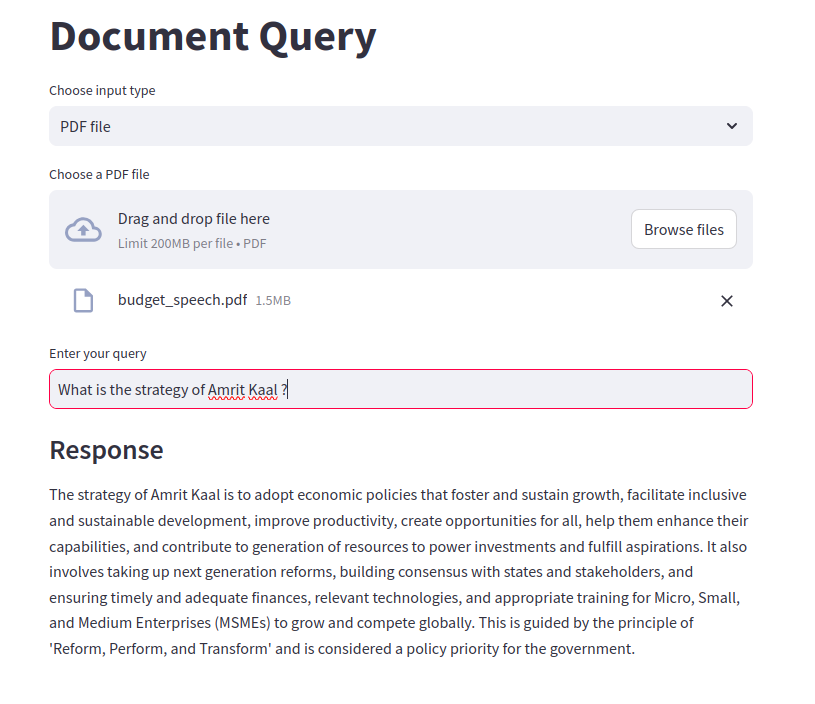 Document Query
Choose input type
PDF file
Choose a PDF file
Drag and drop file here
Limit 200MB per file • PDF
Browse files
budget_speech.pdf 1.5MB
Enter your query
What is the strategy of Amrit Kaal ?
Response
The strategy of Amrit Kaal is to adopt economic policies that foster and sustain growth, facilitate inclusive
and sustainable development, improve productivity, create opportunities for all, help them enhance their
capabilities, and contribute to generation of resources to power investments and fulfill aspirations. It also
involves taking up next generation reforms, building consensus with states and stakeholders, and
ensuring timely and adequate finances, relevant technologies, and appropriate training for Micro, Small,
and Medium Enterprises (MSMEs) to grow and compete globally. This is guided by the principle of
'Reform, Perform, and Transform' and is considered a policy priority for the government.